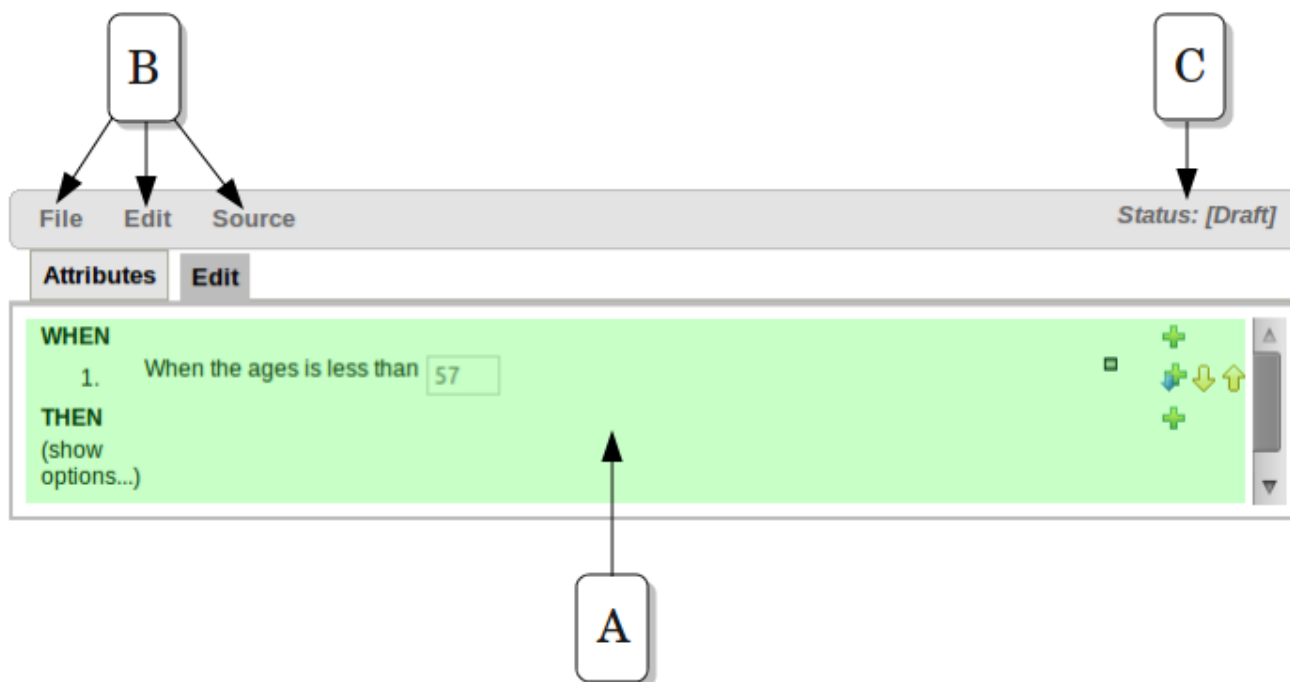 B
C
File Edit Source Status: [Draft]
Attributes Edit
WHEN
1. When the ages is less than 57
THEN
(show
options...)
A